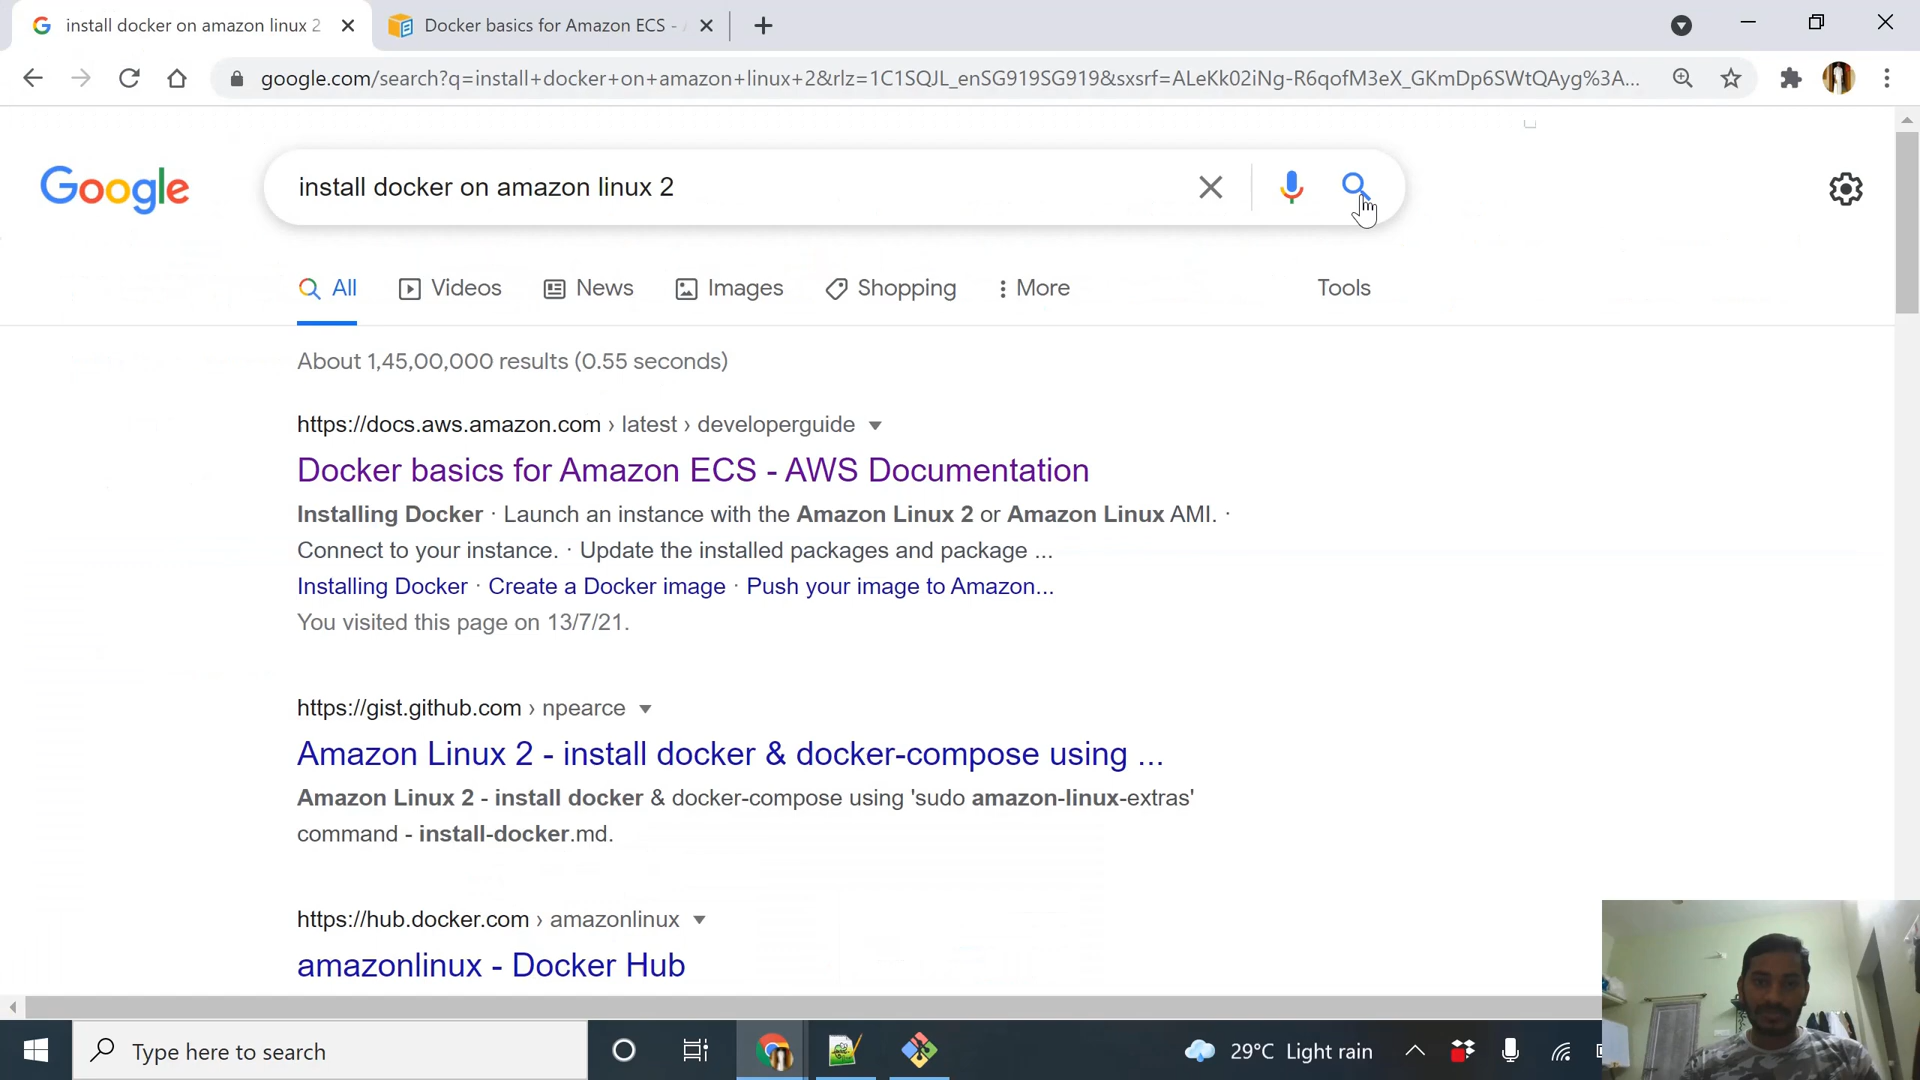 install docker on amazon linux 2
Docker basics for Amazon ECS -
google.com/search?q=install+docker+on+amazon+linux+2&rlz=1C1SQJL_enSG919SG919&sxsrf=ALeKk02iNg-R6qofM3eX_GKmDp6SWtQAyg%3A...
Google
install docker on amazon linux 2
All
Videos
News
Images
Shopping
More
Tools
About 1,45,00,000 results (0.55 seconds)
https://docs.aws.amazon.com › latest › developerguide
Docker basics for Amazon ECS - AWS Documentation
Installing Docker · Launch an instance with the Amazon Linux 2 or Amazon Linux AMI. ·
Connect to your instance. · Update the installed packages and package ...
Installing Docker · Create a Docker image · Push your image to Amazon...
You visited this page on 13/7/21.
https://gist.github.com › npearce
Amazon Linux 2 - install docker & docker-compose using ...
Amazon Linux 2 - install docker & docker-compose using 'sudo amazon-linux-extras'
command - install-docker.md.
https://hub.docker.com › amazonlinux
amazonlinux - Docker Hub
Type here to search
29°C Light rain